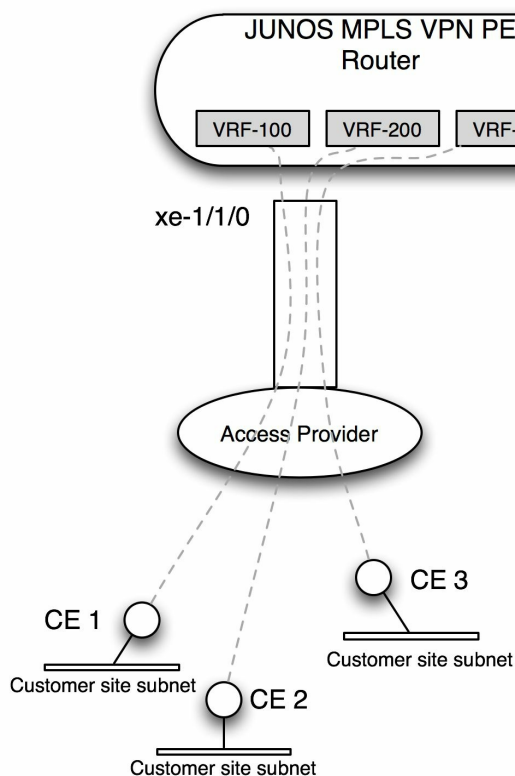 JUNOS MPLS VPN PE
Router
VRF-100
VRF-200
VRF-
xe-1/1/0
Access Provider
CE 3
CE 1
Customer site subnet
Customer site subnet
CE 2
Customer site subnet